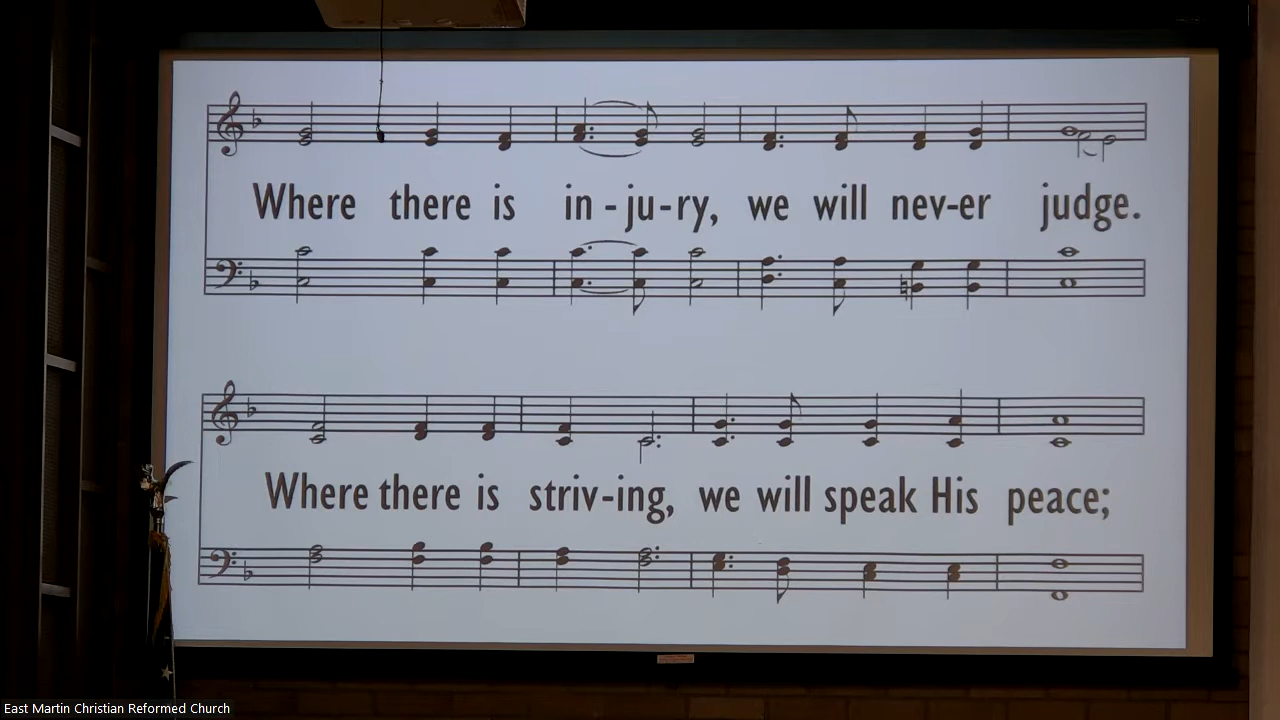 Where there is in-ju-ry, we will nev-er judge.
Where there is striv-ing, we will speak His peace;
East Martin Christian Reformed Church